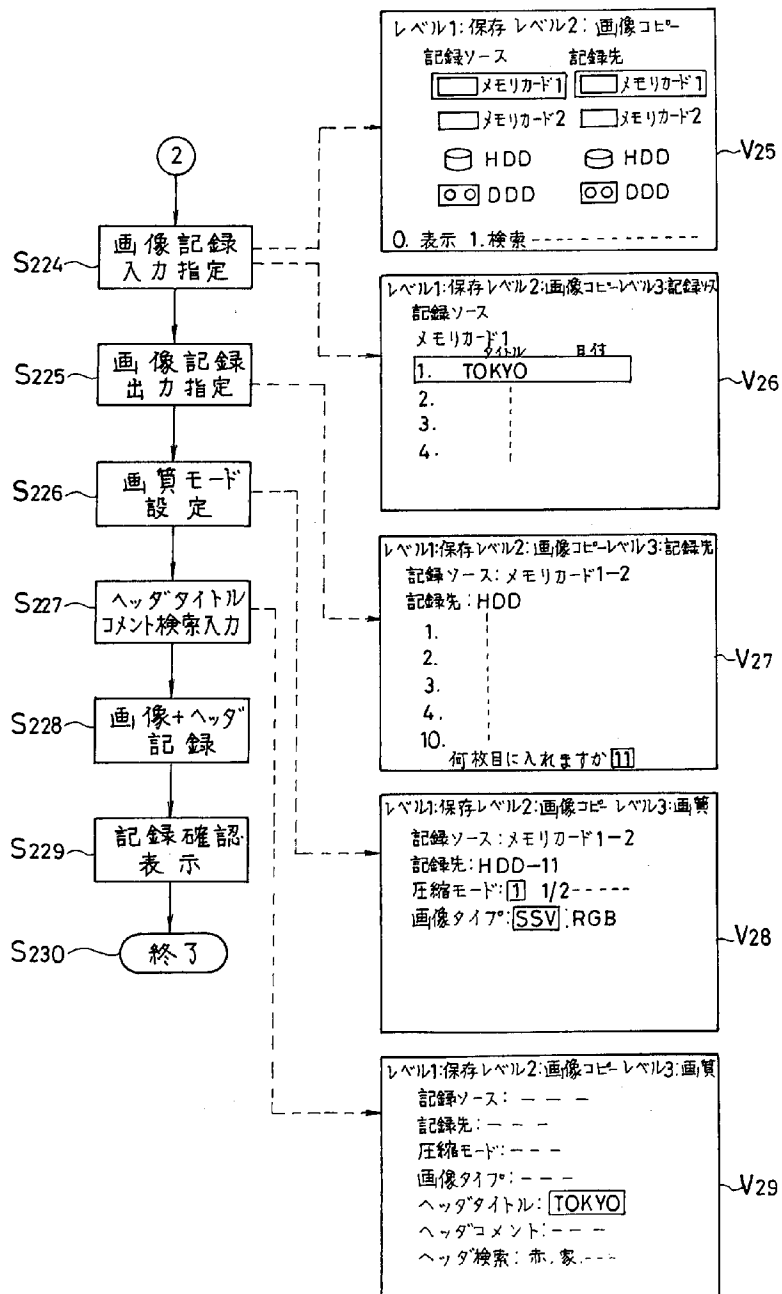 2
S224
画像記録
入力指定
S225
画像記録
出力指定
S226
画質モード
設定
S227
ヘッダタイトル
コメント検索入力
S228
画像+ヘッダ
記録
S229
記録確認
表示
S230
終了
レベル1:保存 レベル2:画像コピー
記録ソース 記録先
メモリカード1 メモリカード1
メモリカード2 メモリカード2
HDD HDD
DDD DDD
0. 表示 1. 検索-------------
V25
レベル1:保存レベル2:画像コピーレベル3:記録ソース
記録ソース
メモリカード1
タイトル 日付
1. TOKYO
2.
3.
4.
V26
レベル1:保存レベル2:画像コピーレベル3:記録先
記録ソース:メモリカード1-2
記録先:HDD
1.
2.
3.
4.
10.
何枚目に入れますか 11
V27
レベル1:保存レベル2:画像コピー レベル3:画質
記録ソース:メモリカード1-2
記録先:HDD-11
圧縮モード:1 1/2-----
画像タイプ:SSV:RGB
V28
レベル1:保存レベル2:画像コピー レベル3:画質
記録ソース: - - -
記録先:- - -
圧縮モード:- - -
画像タイプ:- - -
ヘッダタイトル:TOKYO
ヘッダコメント:- - -
ヘッダ検索:赤.家.---
V29